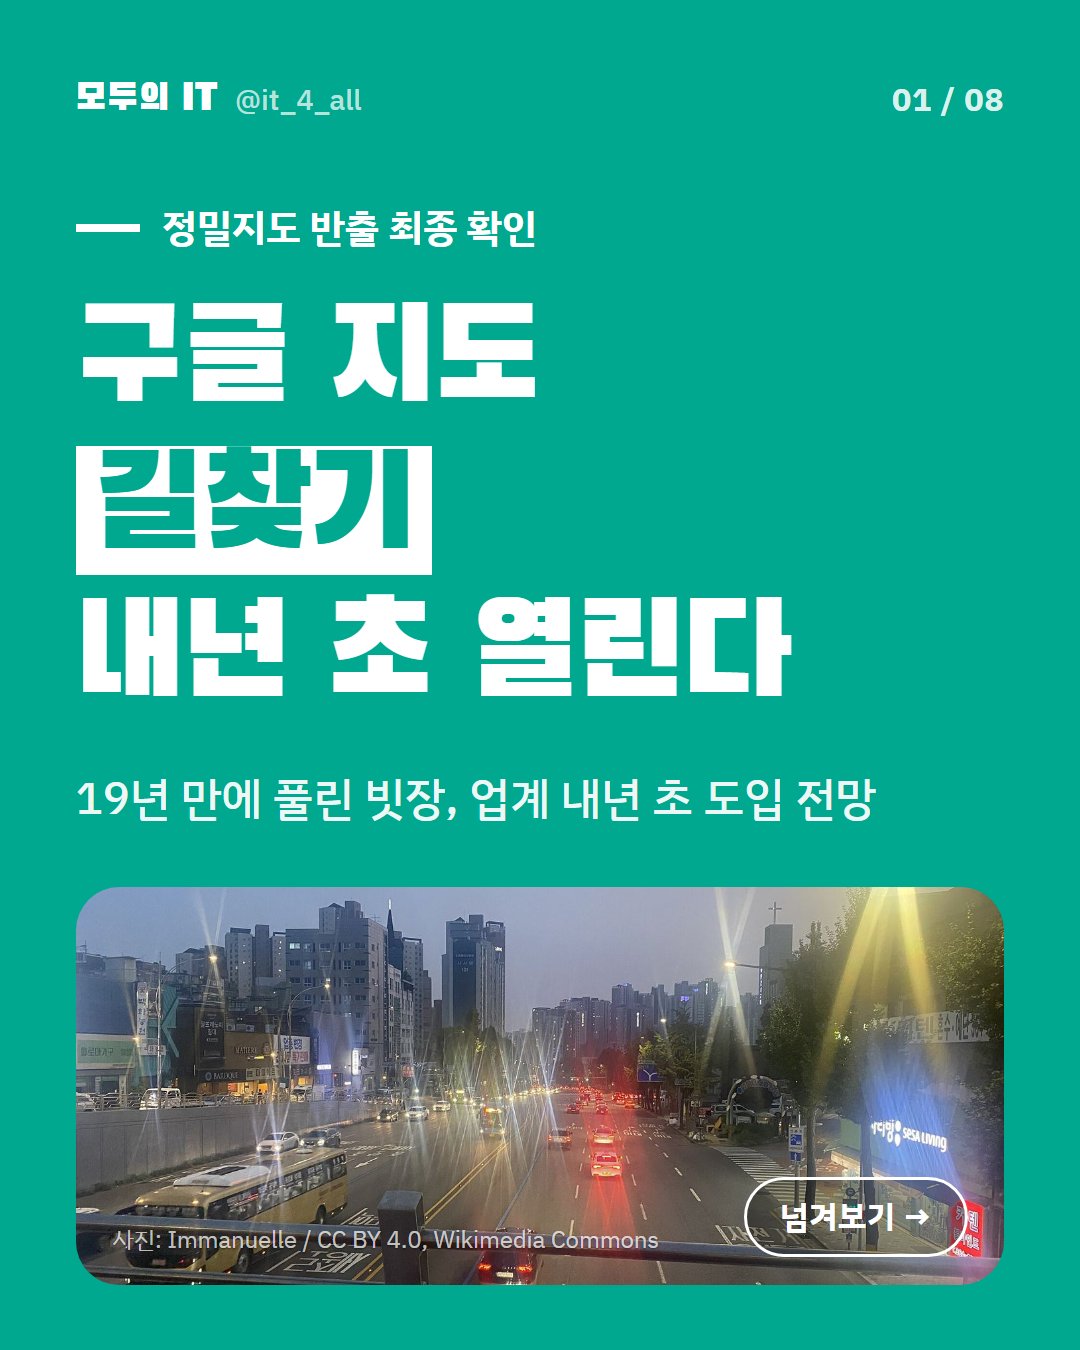 모두의 IT @it_4_all
01 / 08
정밀지도 반출 최종 확인
구글 지도
길찾기
내년 초 열린다
19년 만에 풀린 빗장, 업계 내년 초 도입 전망
SESA LIVING
넘겨보기 →
사진: Immanuelle / CC BY 4.0, Wikimedia Commons